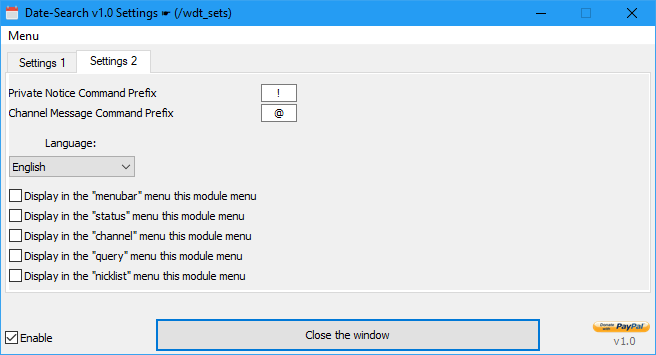 Date-Search v1.0 Settings ☛ (/wdt_sets)
Menu
Settings 1
Settings 2
Private Notice Command Prefix
!
Channel Message Command Prefix
@
Language:
English
Display in the "menubar" menu this module menu
Display in the "status" menu this module menu
Display in the "channel" menu this module menu
Display in the "query" menu this module menu
Display in the "nicklist" menu this module menu
Enable
Close the window
Donate with PayPal
v1.0